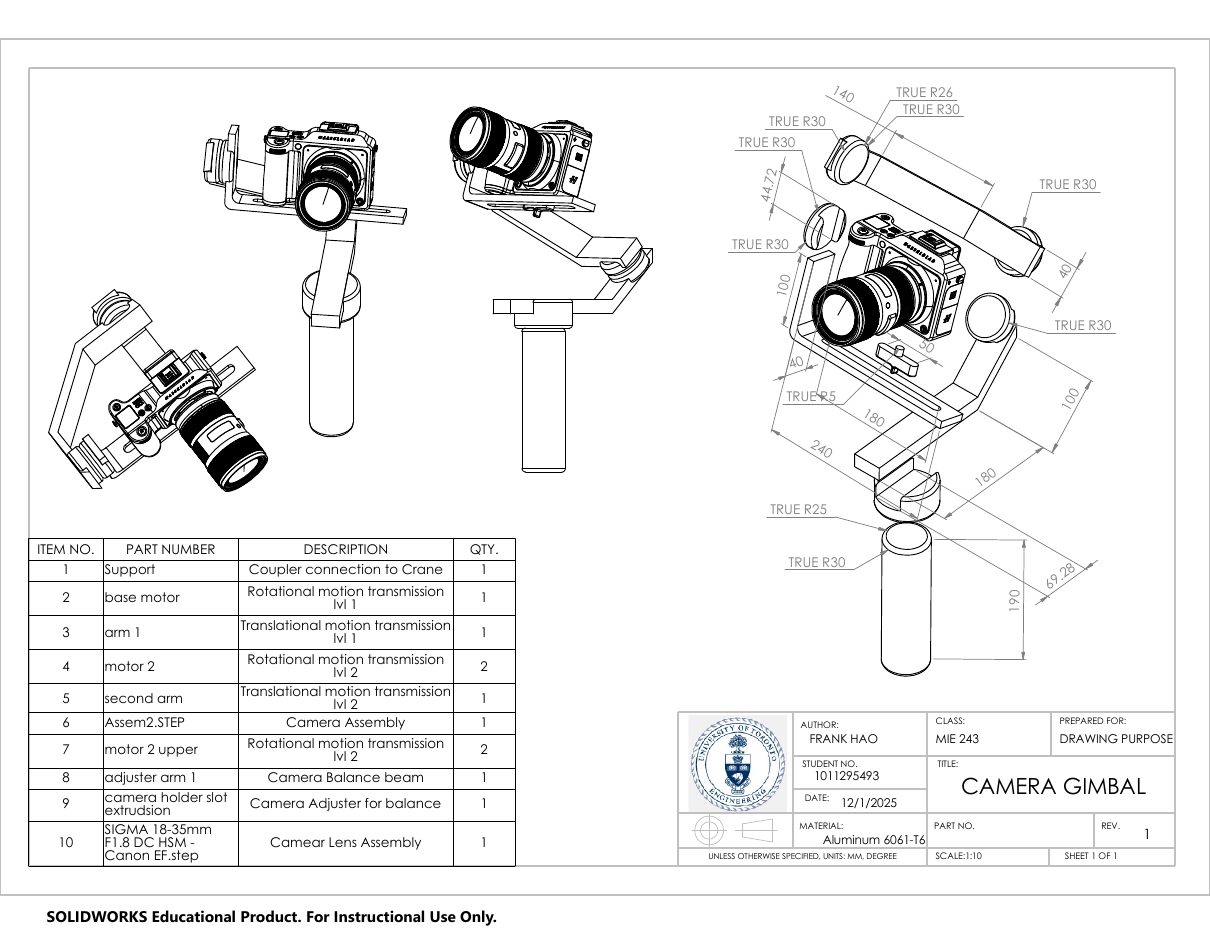 TRUE R26
TRUE R30
140
TRUE R30
TRUE R30
44.72
TRUE R30
TRUE R30
HASSELBLAD
HASSELBLAD
40
100
TRUE R30
50
40
TRUE R5
180
100
240
180
TRUE R25
TRUE R30
69.28
190
HASSELBLAD
ITEM NO. PART NUMBER DESCRIPTION QTY.
1 Support Coupler connection to Crane 1
2 base motor Rotational motion transmission
lvl 1 1
3 arm 1 Translational motion transmission
lvl 1 1
4 motor 2 Rotational motion transmission
lvl 2 2
5 second arm Translational motion transmission
lvl 2 1
6 Assem2.STEP Camera Assembly 1
7 motor 2 upper Rotational motion transmission
lvl 2 2
8 adjuster arm 1 Camera Balance beam 1
9 camera holder slot
extrudsion Camera Adjuster for balance 1
10 SIGMA 18-35mm
F1.8 DC HSM -
Canon EF.step Camear Lens Assembly 1
UNIVERSITY OF TORONTO
ENGINEERING
AUTHOR:
FRANK HAO
CLASS:
MIE 243
PREPARED FOR:
DRAWING PURPOSE
STUDENT NO.
1011295493
DATE: 12/1/2025
TITLE:
CAMERA GIMBAL
MATERIAL:
Aluminum 6061-T6
PART NO.
REV.
1
UNLESS OTHERWISE SPECIFIED, UNITS: MM, DEGREE
SCALE:1:10
SHEET 1 OF 1
SOLIDWORKS Educational Product. For Instructional Use Only.